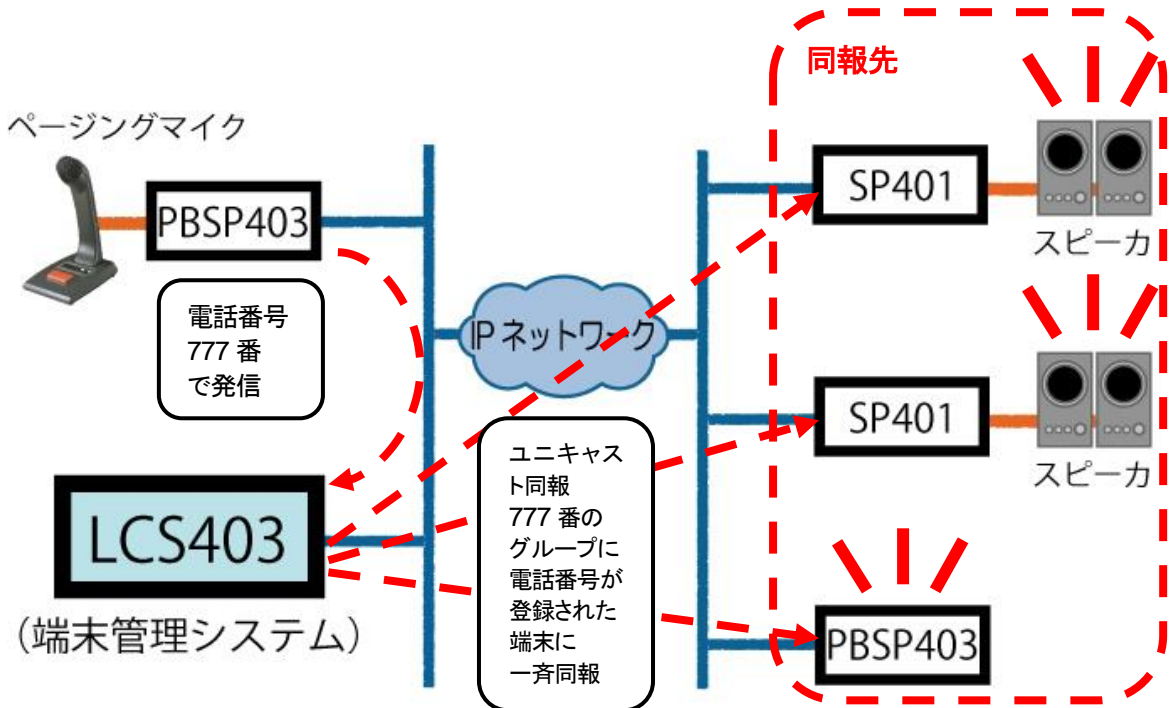 同報先
ページングマイク
PBSP403
電話番号
777 番
で発信
LCS403
(端末管理システム)
IP ネットワーク
ユニキャス
ト同報
777 番の
グループに
電話番号が
登録された
端末に
一斉同報
SP401
スピーカ
SP401
スピーカ
PBSP403